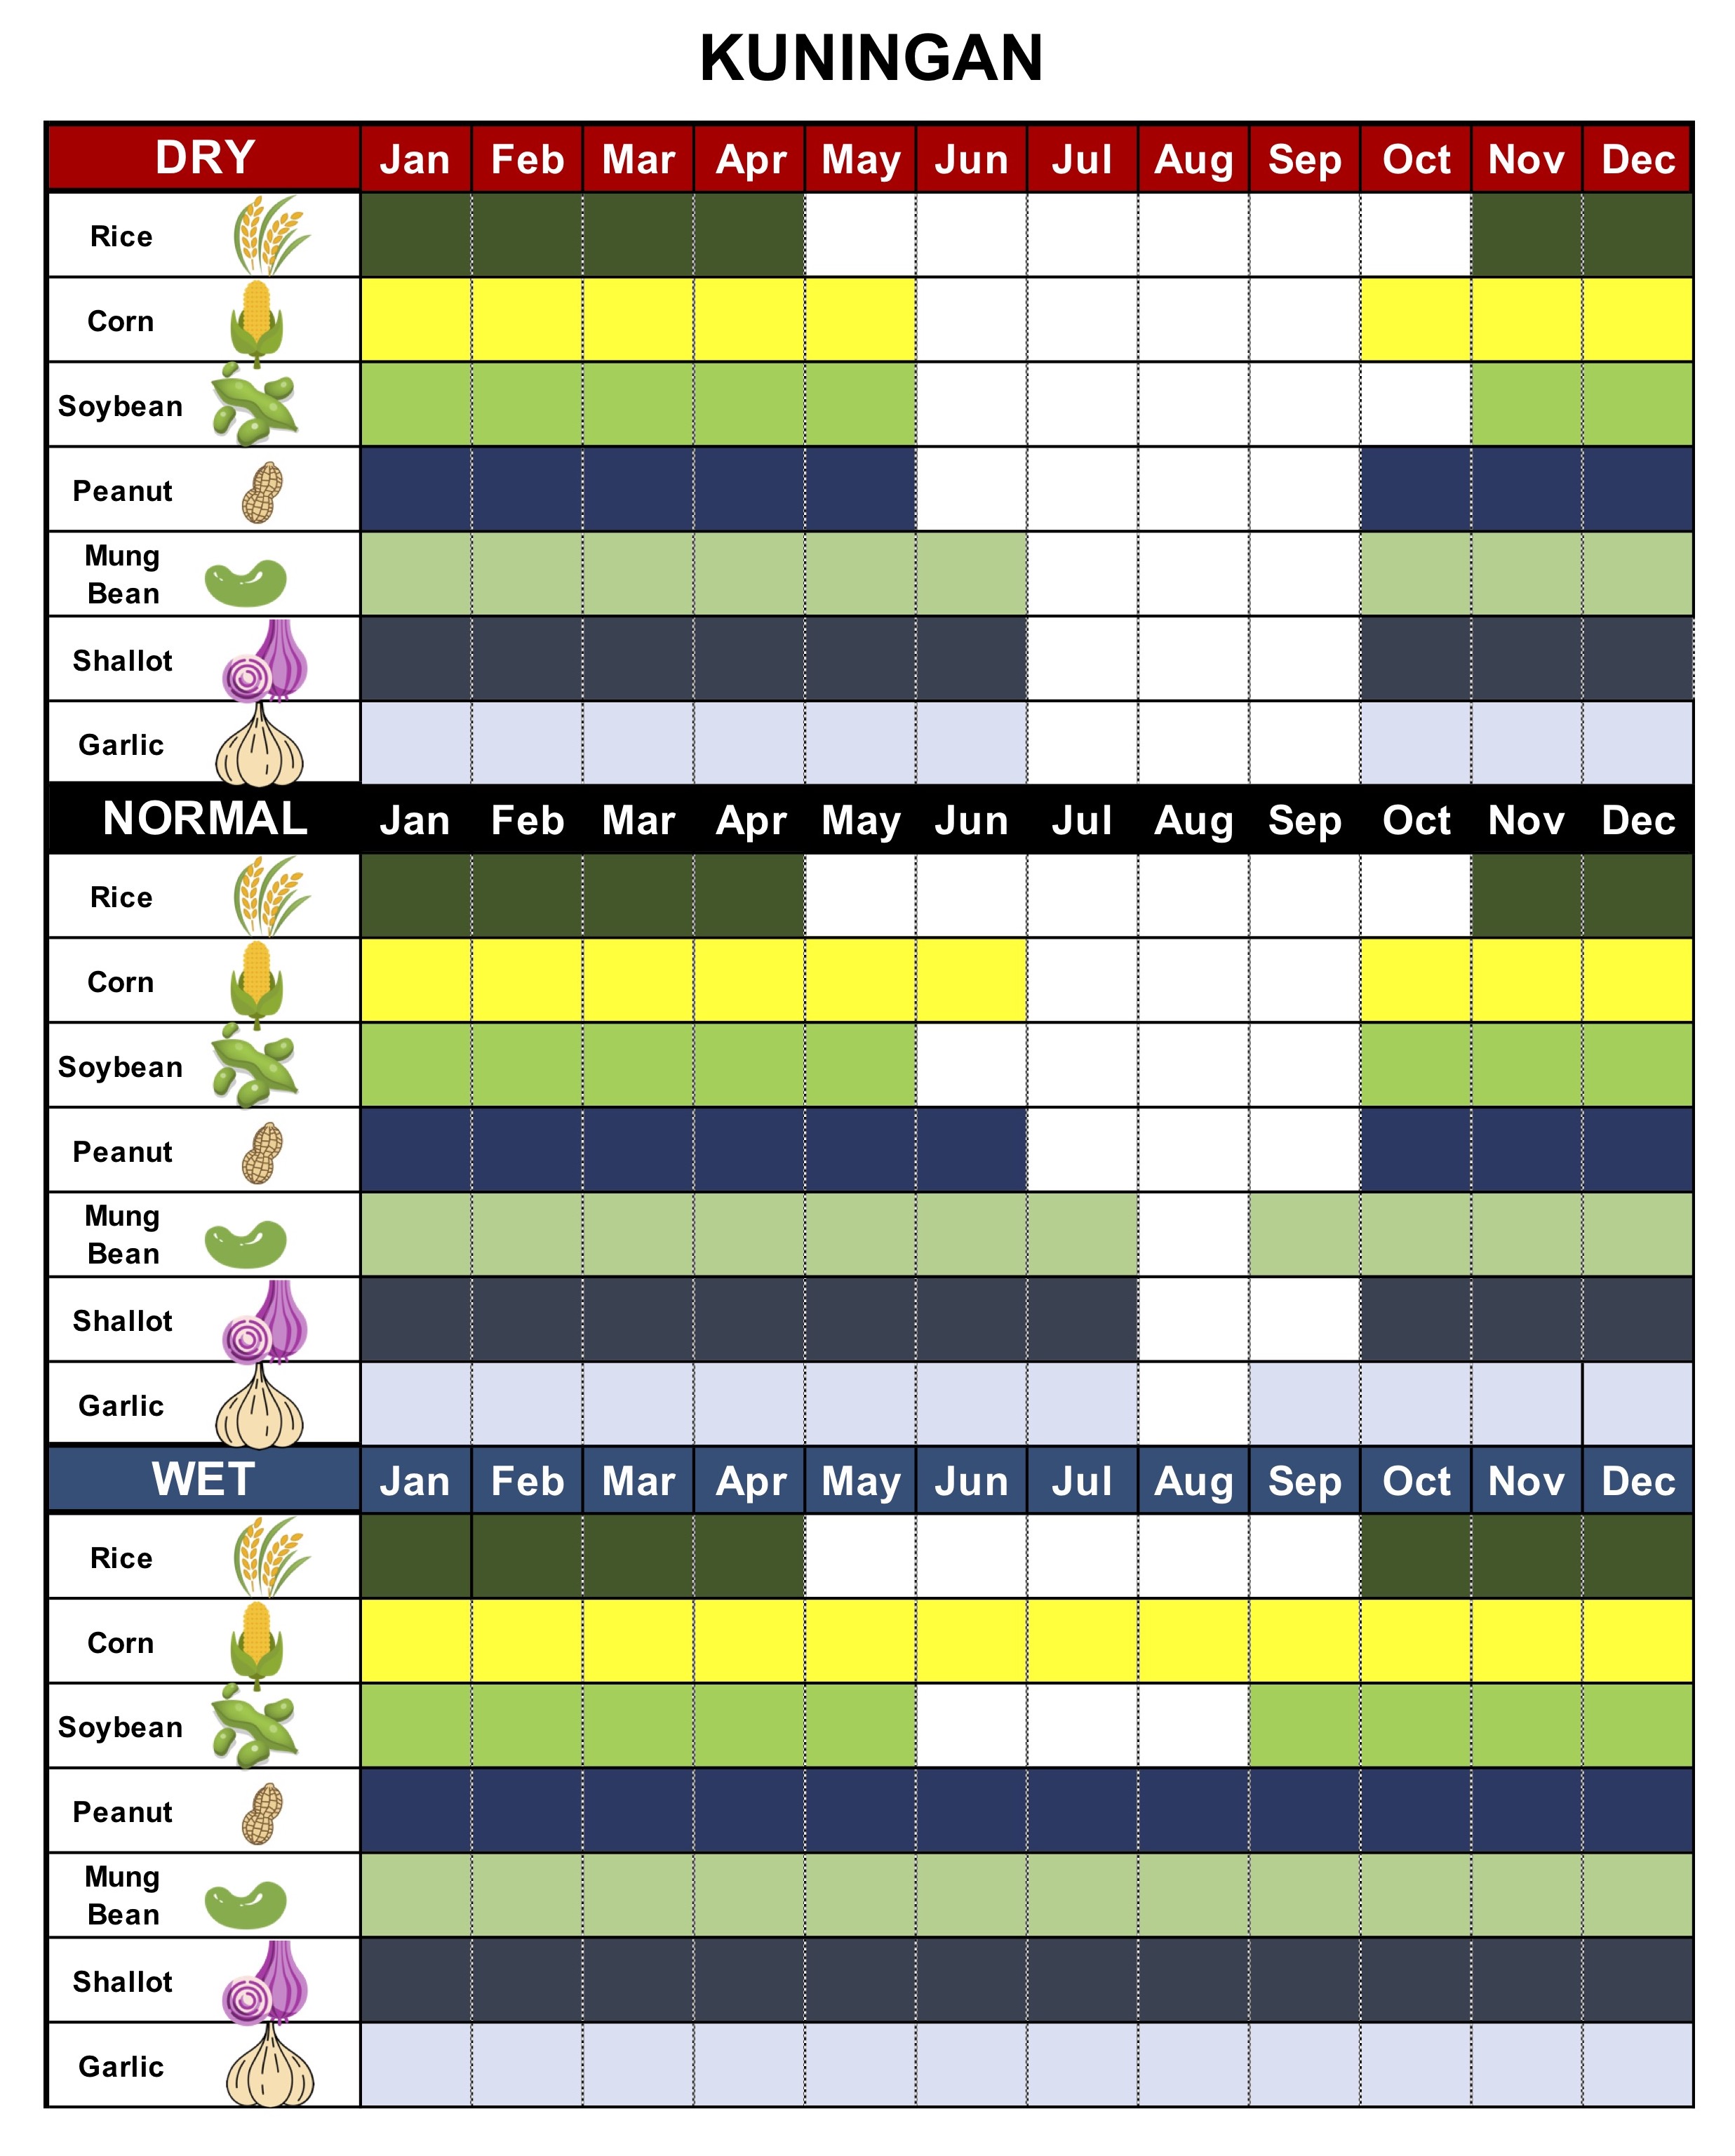 KUNINGAN
DRY Jan Feb Mar Apr May Jun Jul Aug Sep Oct Nov Dec
Rice
Corn
Soybean
Peanut
Mung
Bean
Shallot
Garlic
NORMAL Jan Feb Mar Apr May Jun Jul Aug Sep Oct Nov Dec
Rice
Corn
Soybean
Peanut
Mung
Bean
Shallot
Garlic
WET Jan Feb Mar Apr May Jun Jul Aug Sep Oct Nov Dec
Rice
Corn
Soybean
Peanut
Mung
Bean
Shallot
Garlic